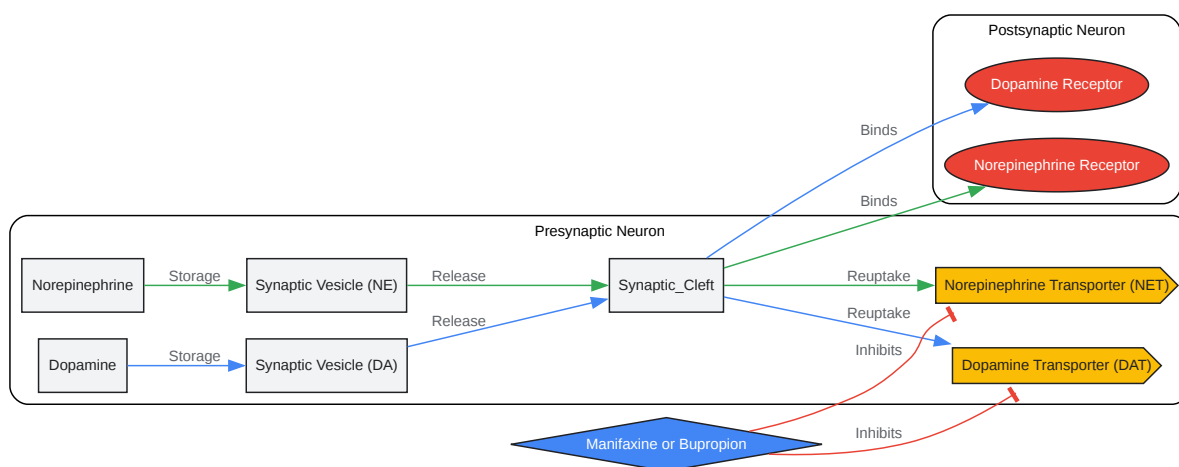 Postsynaptic Neuron
Dopamine Receptor
Binds
Norepinephrine Receptor
Binds
Presynaptic Neuron
Norepinephrine
Storage
Synaptic Vesicle (NE)
Release
Synaptic_Cleft
Reuptake
Norepinephrine Transporter (NET)
Release
Reuptake
Dopamine
Storage
Synaptic Vesicle (DA)
Inhibits
Dopamine Transporter (DAT)
Manifaxine or Bupropion
Inhibits